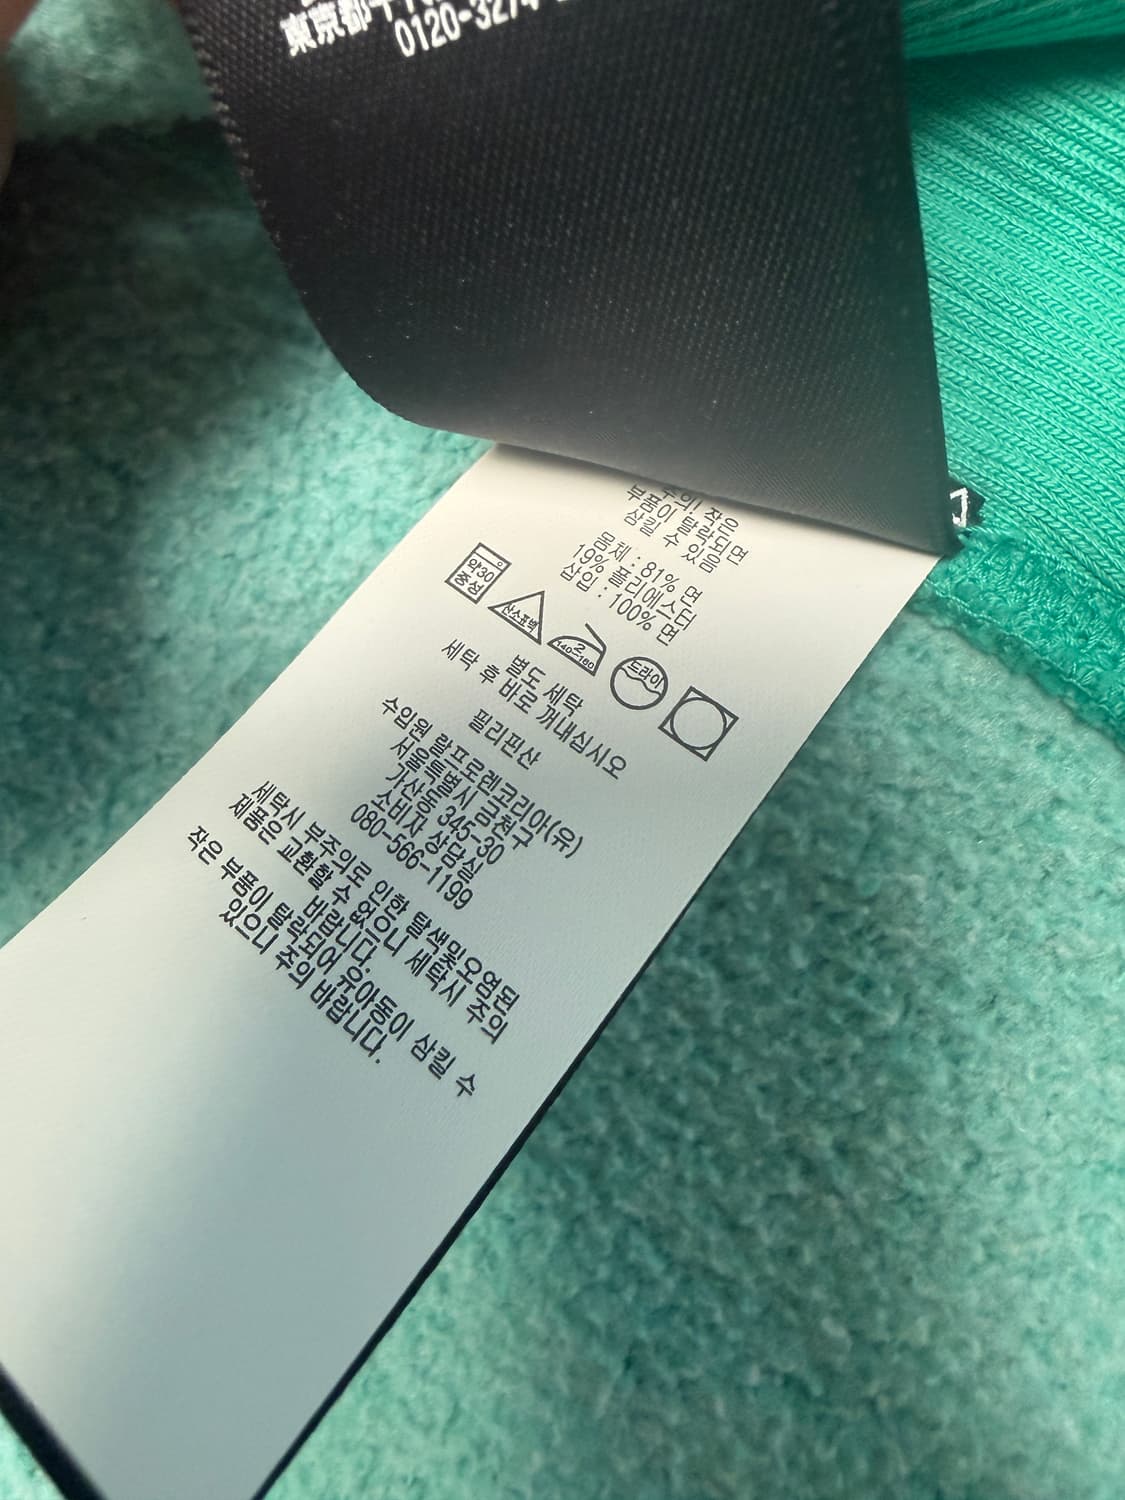 東京都千代
0120-3274
주의! 작은
부품이 탈락되면
삼킬 수 있음
몸체 : 81% 면
19% 폴리에스터
삽입 : 100% 면
약30°
중성
산소표백
2
140~160
드라이
별도 세탁
세탁 후 바로 꺼내십시오
필리핀산
수입원 랄프로렌코리아(유)
서울특별시 금천구
가산동 345-30
소비자 상담실
080-566-1199
세탁시 부주의로 인한 탈색및오염된
제품은 교환할 수 없으니 세탁시 주의
바랍니다.
작은 부품이 탈락되어 유아동이 삼킬 수
있으니 주의 바랍니다.